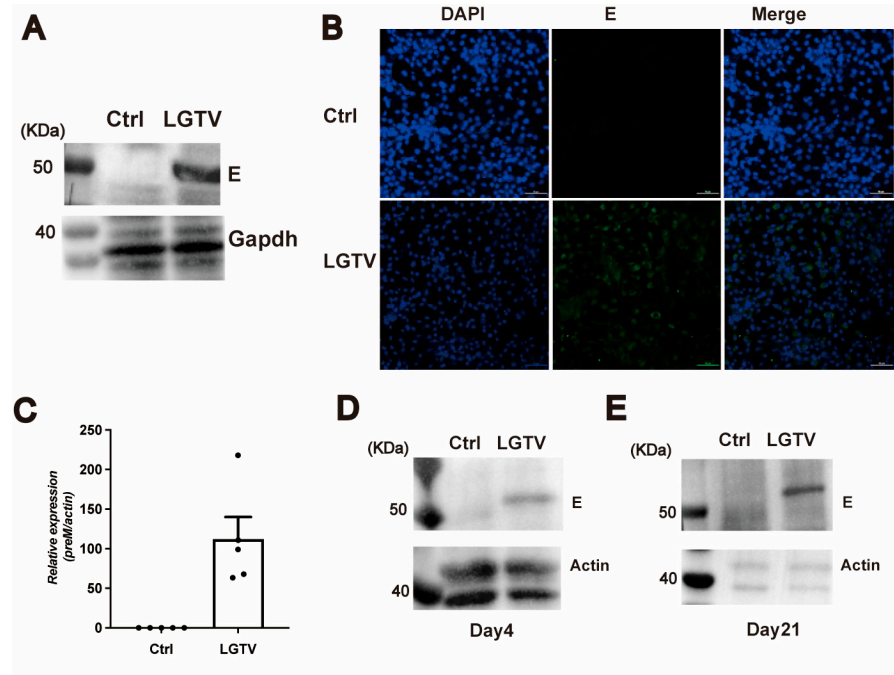 A
Ctrl LGTV
(KDa)
50
E
40
Gapdh
B
DAPI E Merge
Ctrl
LGTV
C
Relative expression
(preM/actin)
250
200
150
100
50
0
Ctrl LGTV
D
Ctrl LGTV
(KDa)
50
E
Actin
40
Day4
E
Ctrl LGTV
(KDa)
50
E
Actin
40
Day21